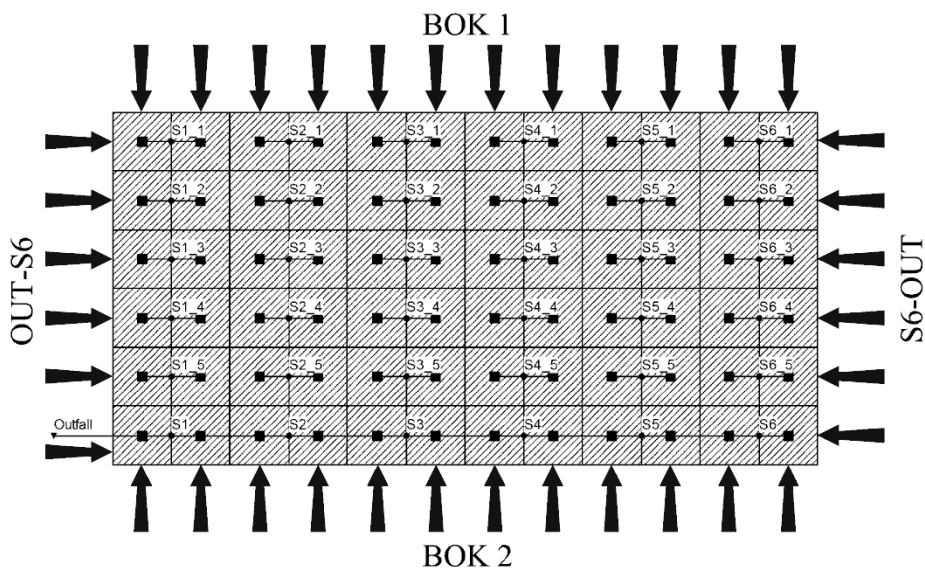 BOK 1
S1_1 S2_1 S3_1 S4_1 S5_1 S6_1
S1_2 S2_2 S3_2 S4_2 S5_2 S6_2
OUT-S6
S1_3 S2_3 S3_3 S4_3 S5_3 S6_3
S6-OUT
S1_4 S2_4 S3_4 S4_4 S5_4 S6_4
S1_5 S2_5 S3_5 S4_5 S5_5 S6_5
Outfall S1 S2 S3 S4 S5 S6
BOK 2